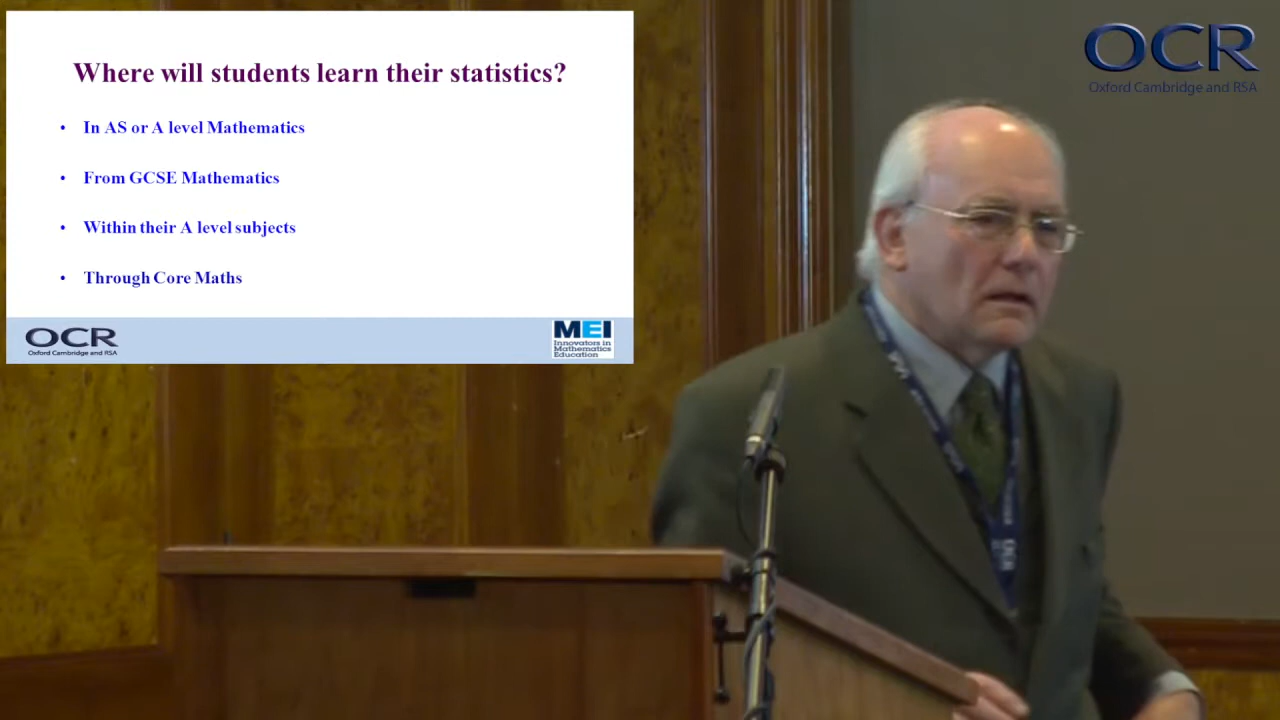 Where will students learn their statistics?
• In AS or A level Mathematics
• From GCSE Mathematics
• Within their A level subjects
• Through Core Maths
OCR
Oxford Cambridge and RSA
MEI
Innovators in
Mathematics
Education
OCR
Oxford Cambridge and RSA
OCR